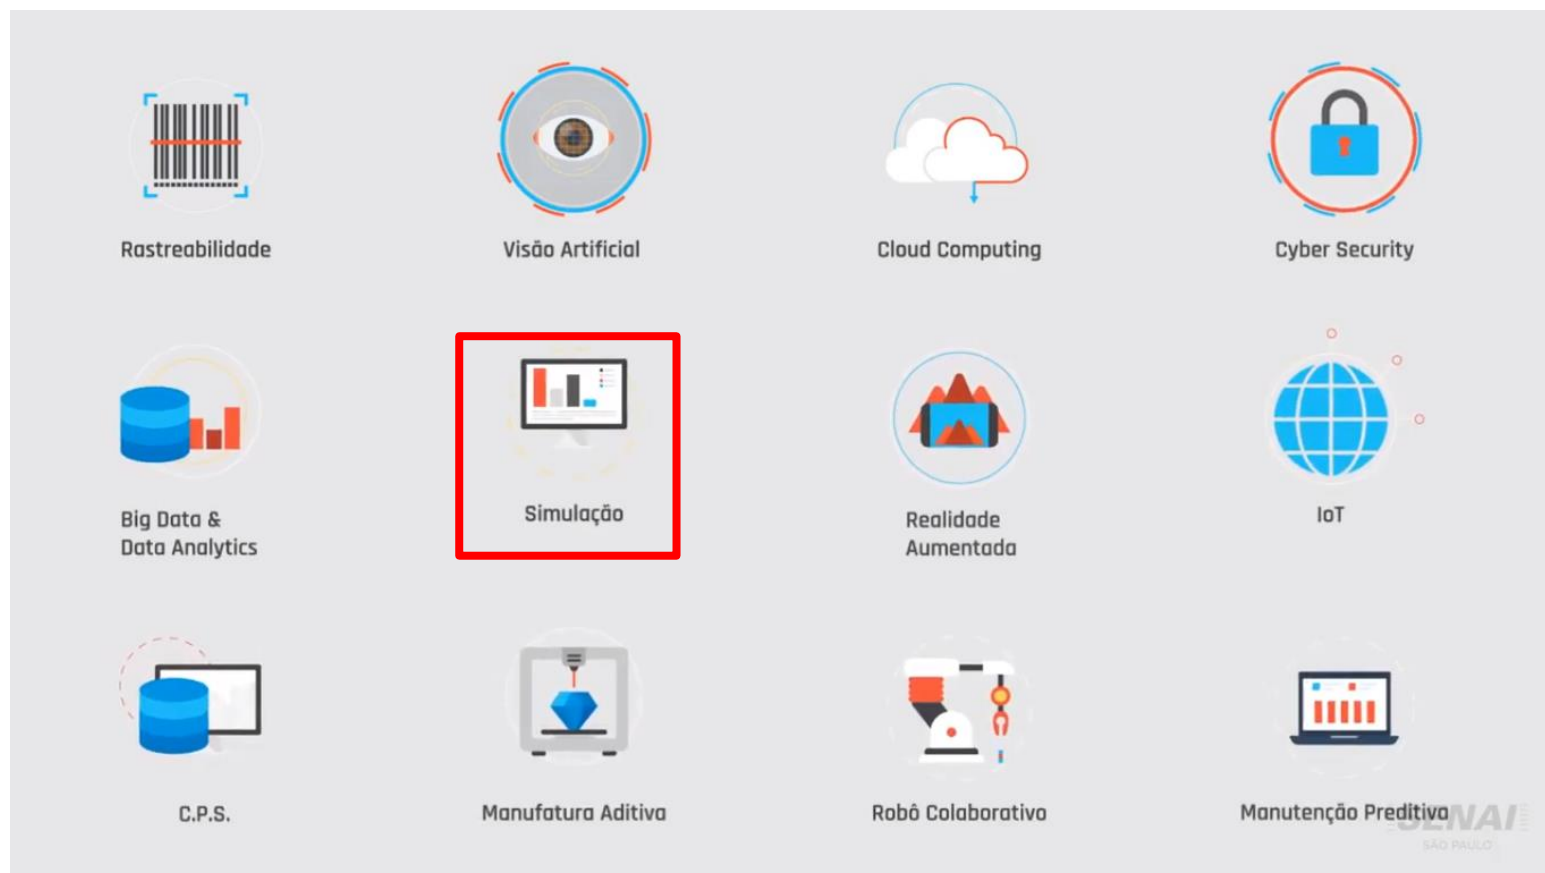 Rastreabilidade
Visão Artificial
Cloud Computing
Cyber Security
Big Data &
Data Analytics
Simulação
Realidade
Aumentada
IoT
C.P.S.
Manufatura Aditiva
Robô Colaborativo
Manutenção Preditiva
SENAI
SÃO PAULO